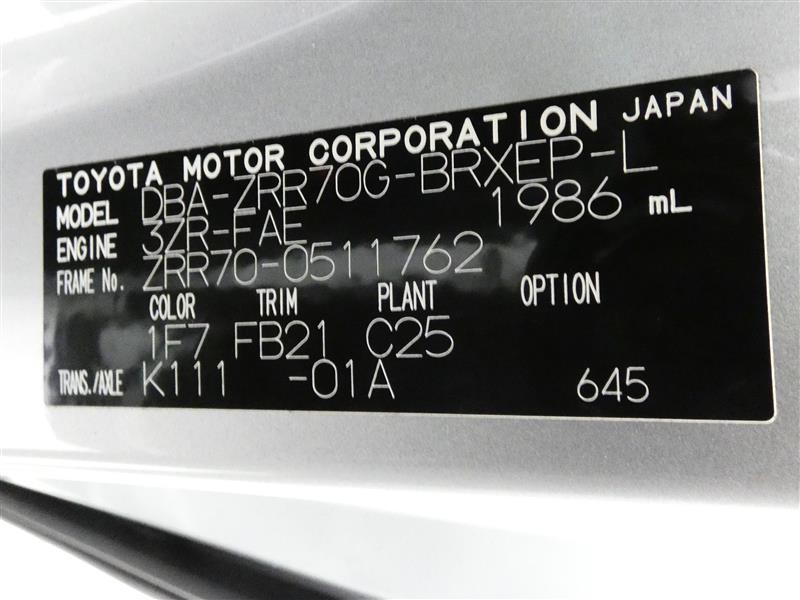 TOYOTA MOTOR CORPORATION JAPAN
MODEL DBA-ZRR70G-BRXEP-L
ENGINE 3ZR-FAE 1986 mL
FRAME No. ZRR70-0511762
COLOR TRIM PLANT OPTION
1F7 FB21 C25
TRANS./AXLE K111 -01A 645